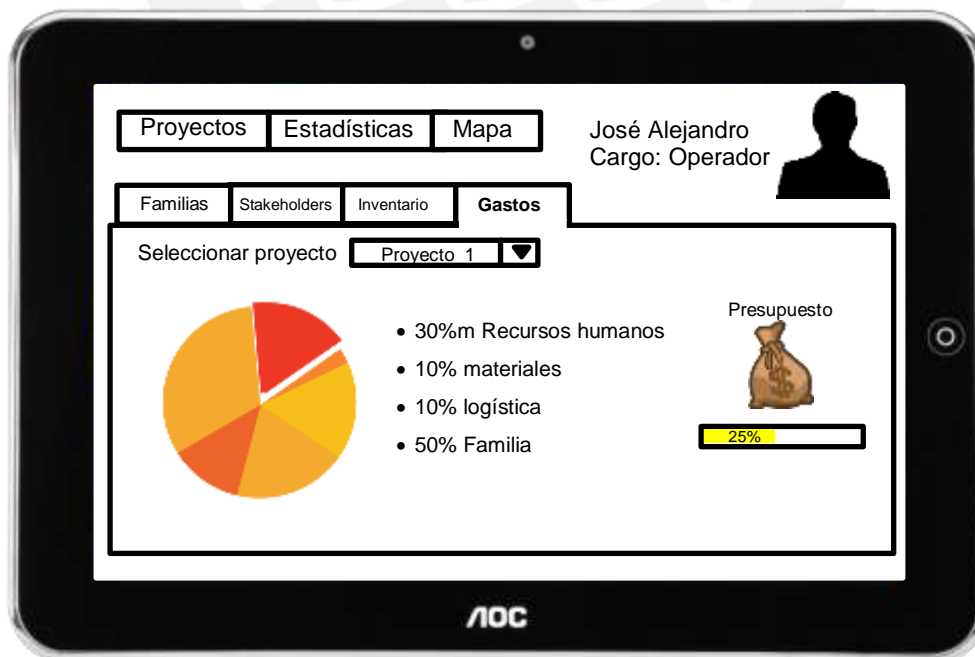 Proyectos Estadísticas Mapa
José Alejandro
Cargo: Operador
Familias Stakeholders Inventario Gastos
Seleccionar proyecto Proyecto 1
• 30%m Recursos humanos
• 10% materiales
• 10% logística
• 50% Familia
Presupuesto
$
25%
AOC